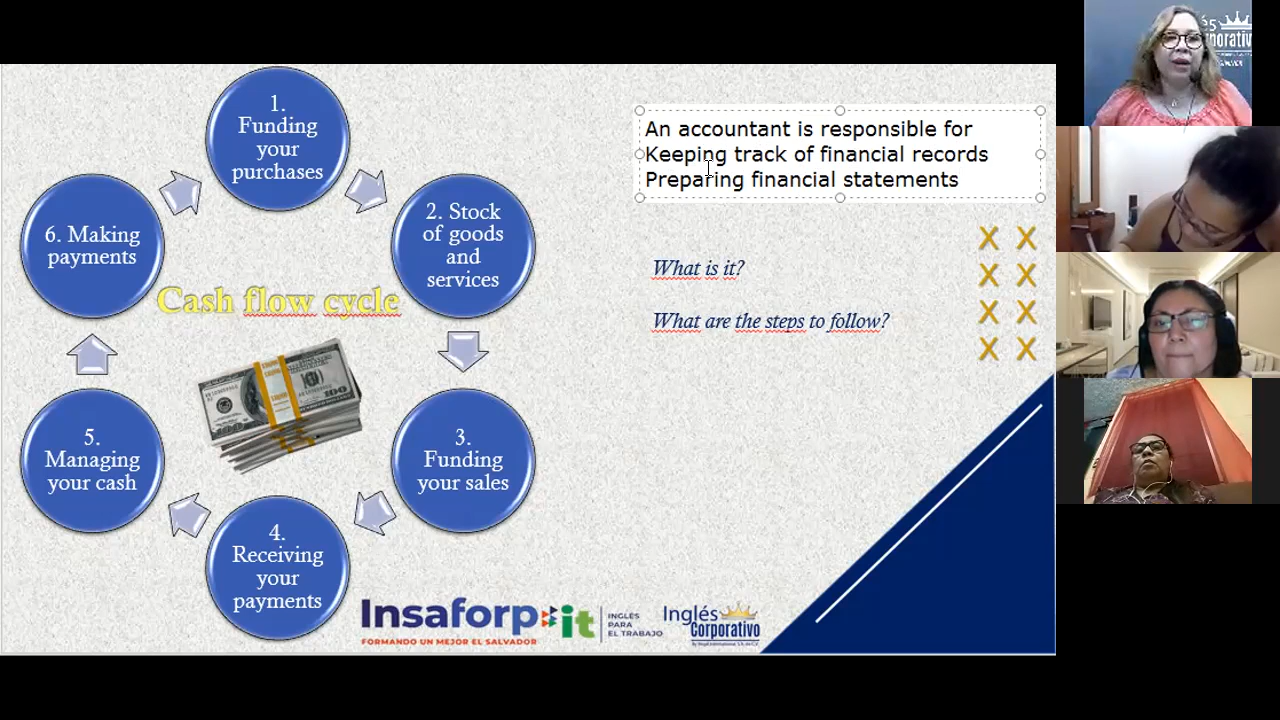 1.
Funding
your
purchases
2. Stock
of goods
and
services
3.
Funding
your sales
4.
Receiving
your
payments
5.
Managing
your cash
6. Making
payments
Cash flow cycle
An accountant is responsible for
Keeping track of financial records
Preparing financial statements
What is it?
What are the steps to follow?
X X
X X
X X
X X
Insaforp it
FORMANDO UN MEJOR EL SALVADOR
INGLÉS
PARA
EL TRABAJO
Inglés
Corporativo